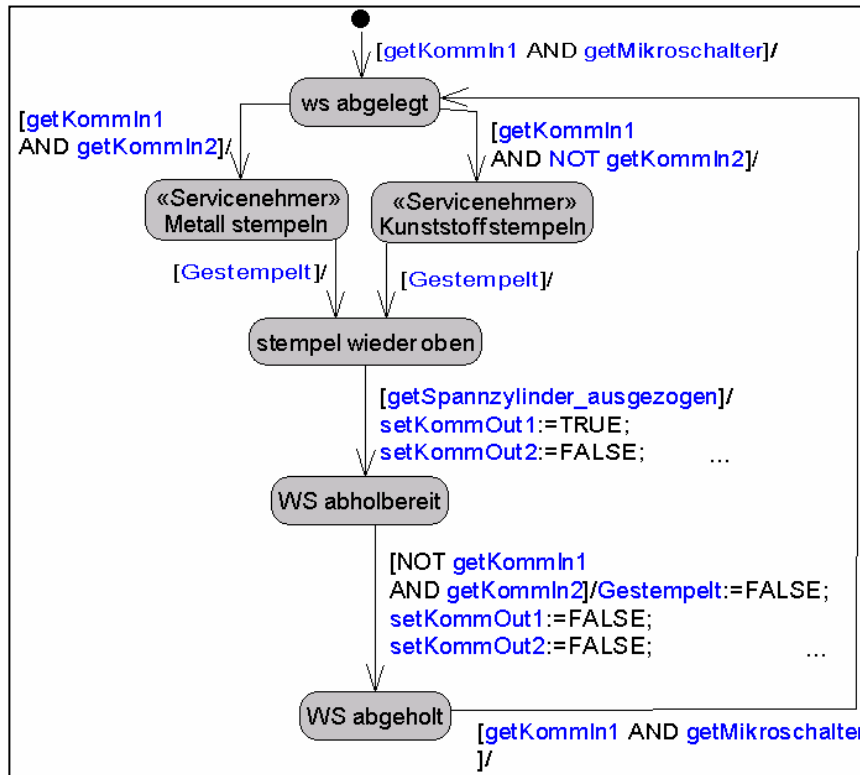 [getKommIn1 AND getMikroschalter]/
ws abgelegt
[getKommIn1
AND getKommIn2]/
[getKommIn1
AND NOT getKommIn2]/
«Servicenehmer»
Metall stempeln
«Servicenehmer»
Kunststoff stempeln
[Gestempelt]/
[Gestempelt]/
stempel wieder oben
[getSpannzylinder_ausgezogen]/
setKommOut1:=TRUE;
setKommOut2:=FALSE; ...
WS abholbereit
[NOT getKommIn1
AND getKommIn2]/Gestempelt:=FALSE;
setKommOut1:=FALSE;
setKommOut2:=FALSE; ...
WS abgeholt
[getKommIn1 AND getMikroschalter
]/